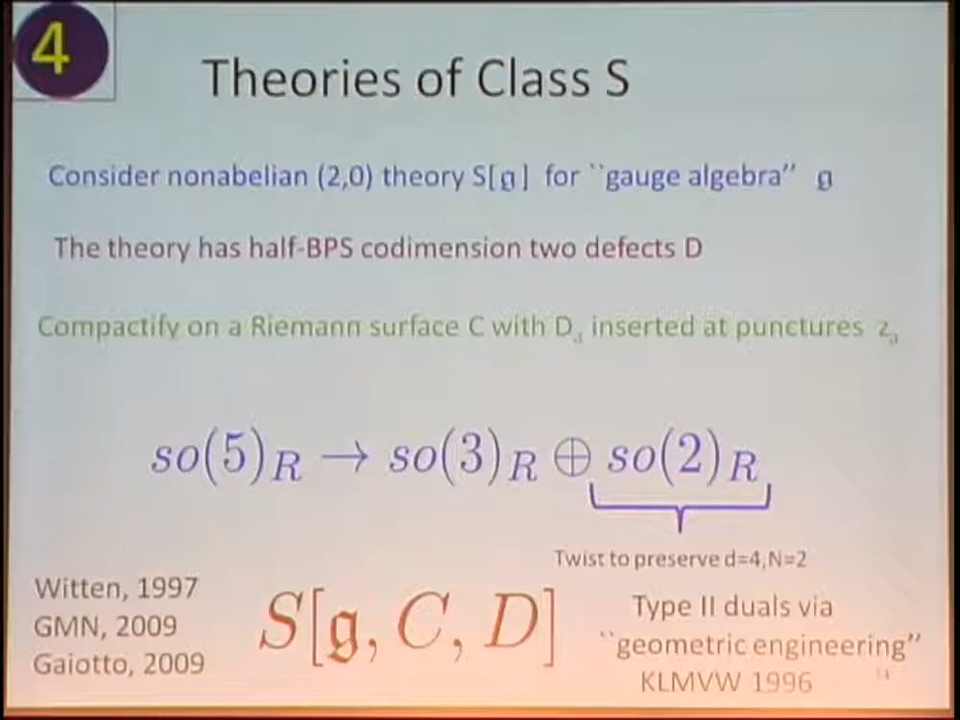 4
Theories of Class S
Consider nonabelian (2,0) theory S[g] for ``gauge algebra'' g
The theory has half-BPS codimension two defects D
Compactify on a Riemann surface C with Dₐ inserted at punctures zₐ
so(5)_R → so(3)_R ⊕ so(2)_R
Twist to preserve d=4,N=2
Witten, 1997
GMN, 2009
Gaiotto, 2009
S[𝔤, C, D]
Type II duals via
``geometric engineering''
KLMVW 1996